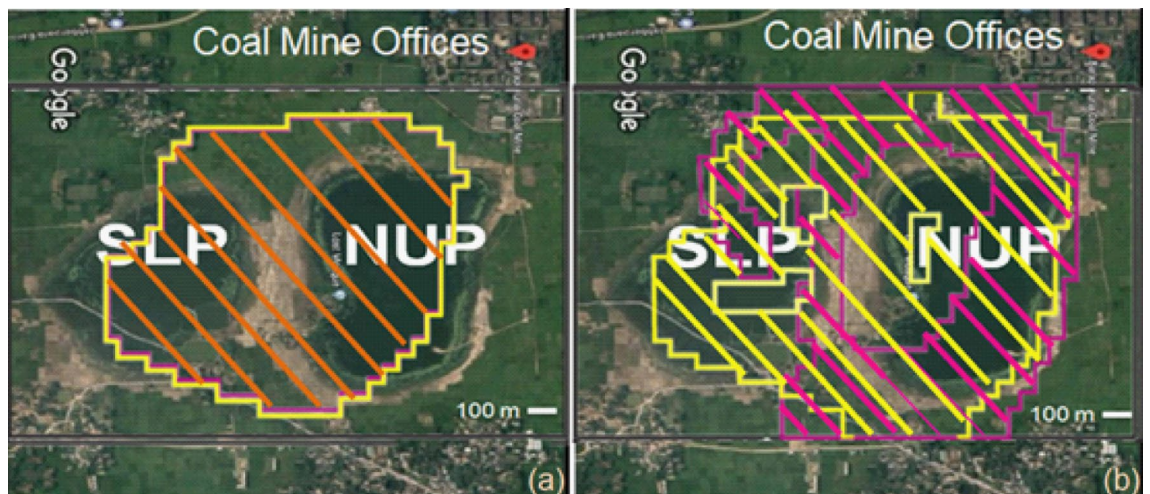 Coal Mine Offices
Google
SLP
NUP
100 m
(a)
Coal Mine Offices
Google
SLP
NUP
100 m
(b)